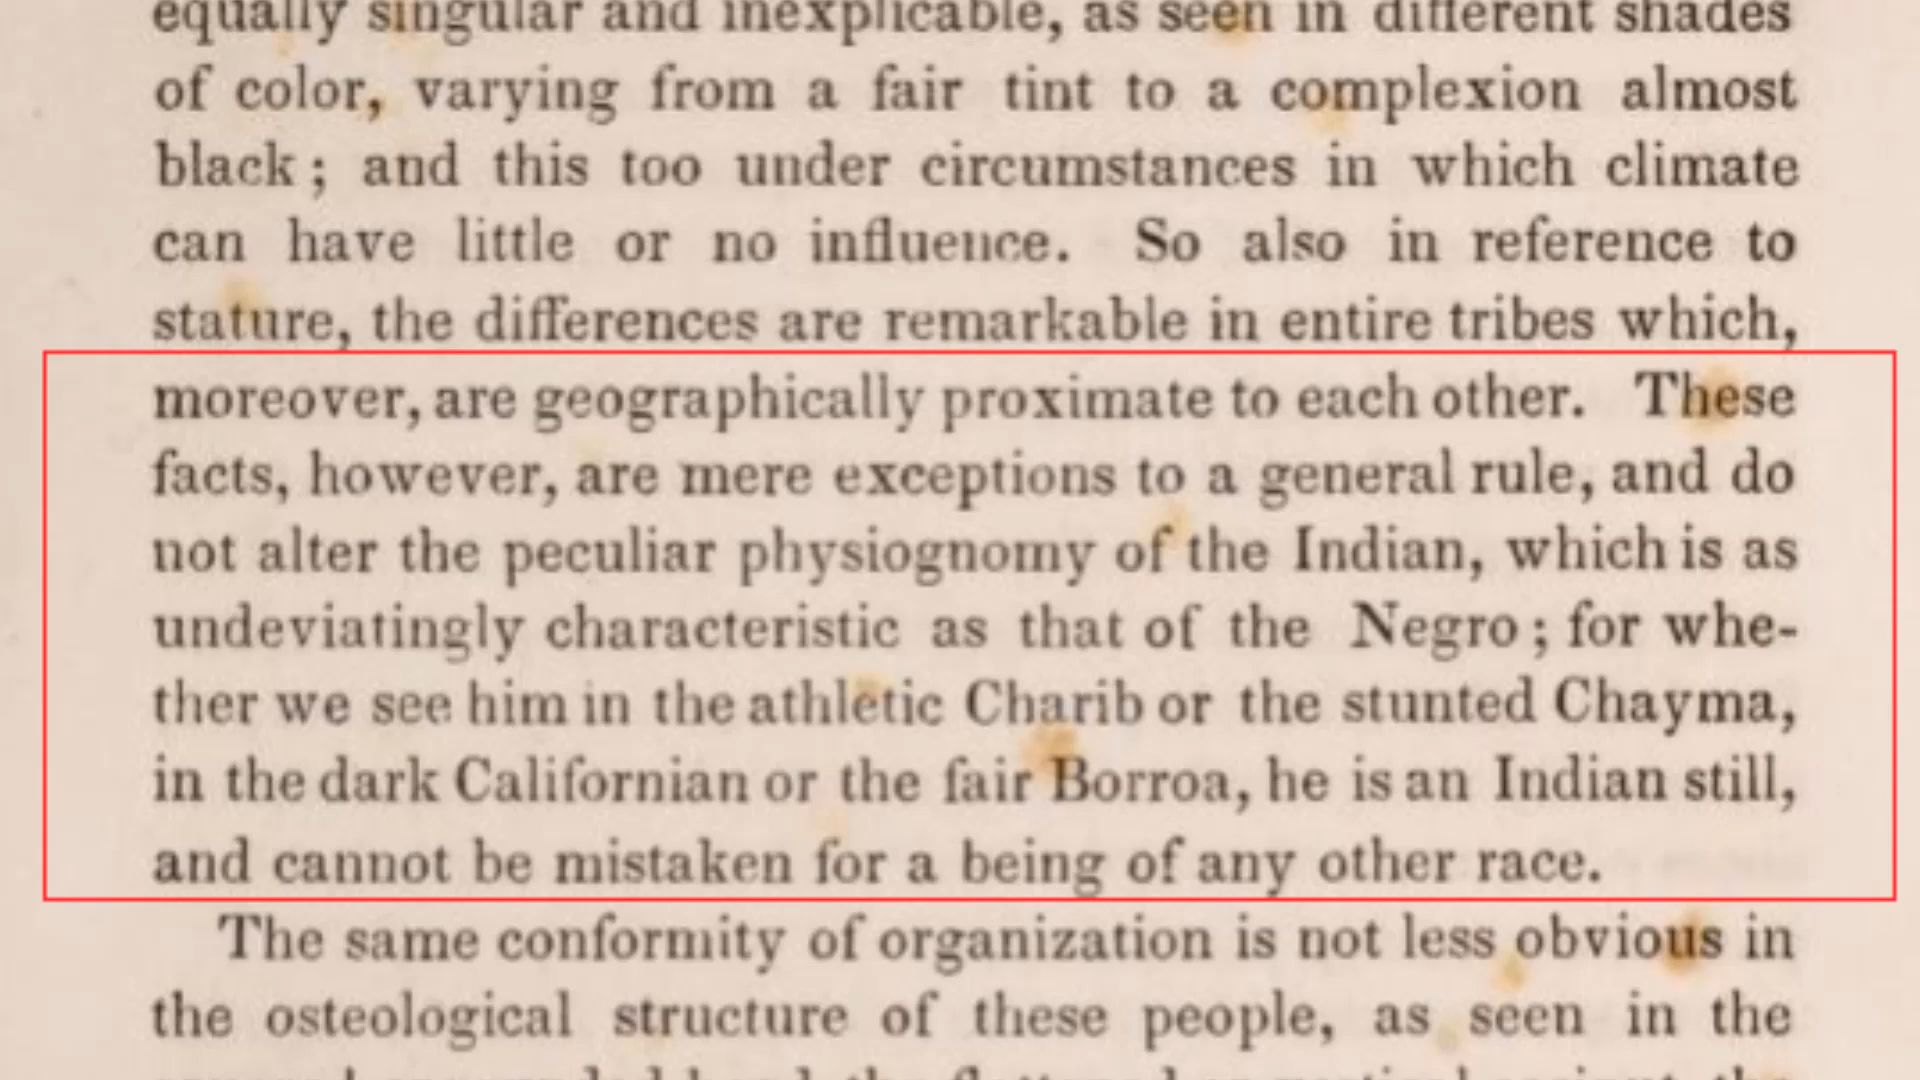 equally singular and inexplicable, as seen in different shades
of color, varying from a fair tint to a complexion almost
black ; and this too under circumstances in which climate
can have little or no influence. So also in reference to
stature, the differences are remarkable in entire tribes which,
moreover, are geographically proximate to each other. These
facts, however, are mere exceptions to a general rule, and do
not alter the peculiar physiognomy of the Indian, which is as
undeviatingly characteristic as that of the Negro ; for whe-
ther we see him in the athletic Charib or the stunted Chayma,
in the dark Californian or the fair Borroa, he is an Indian still,
and cannot be mistaken for a being of any other race.
The same conformity of organization is not less obvious in
the osteological structure of these people, as seen in the